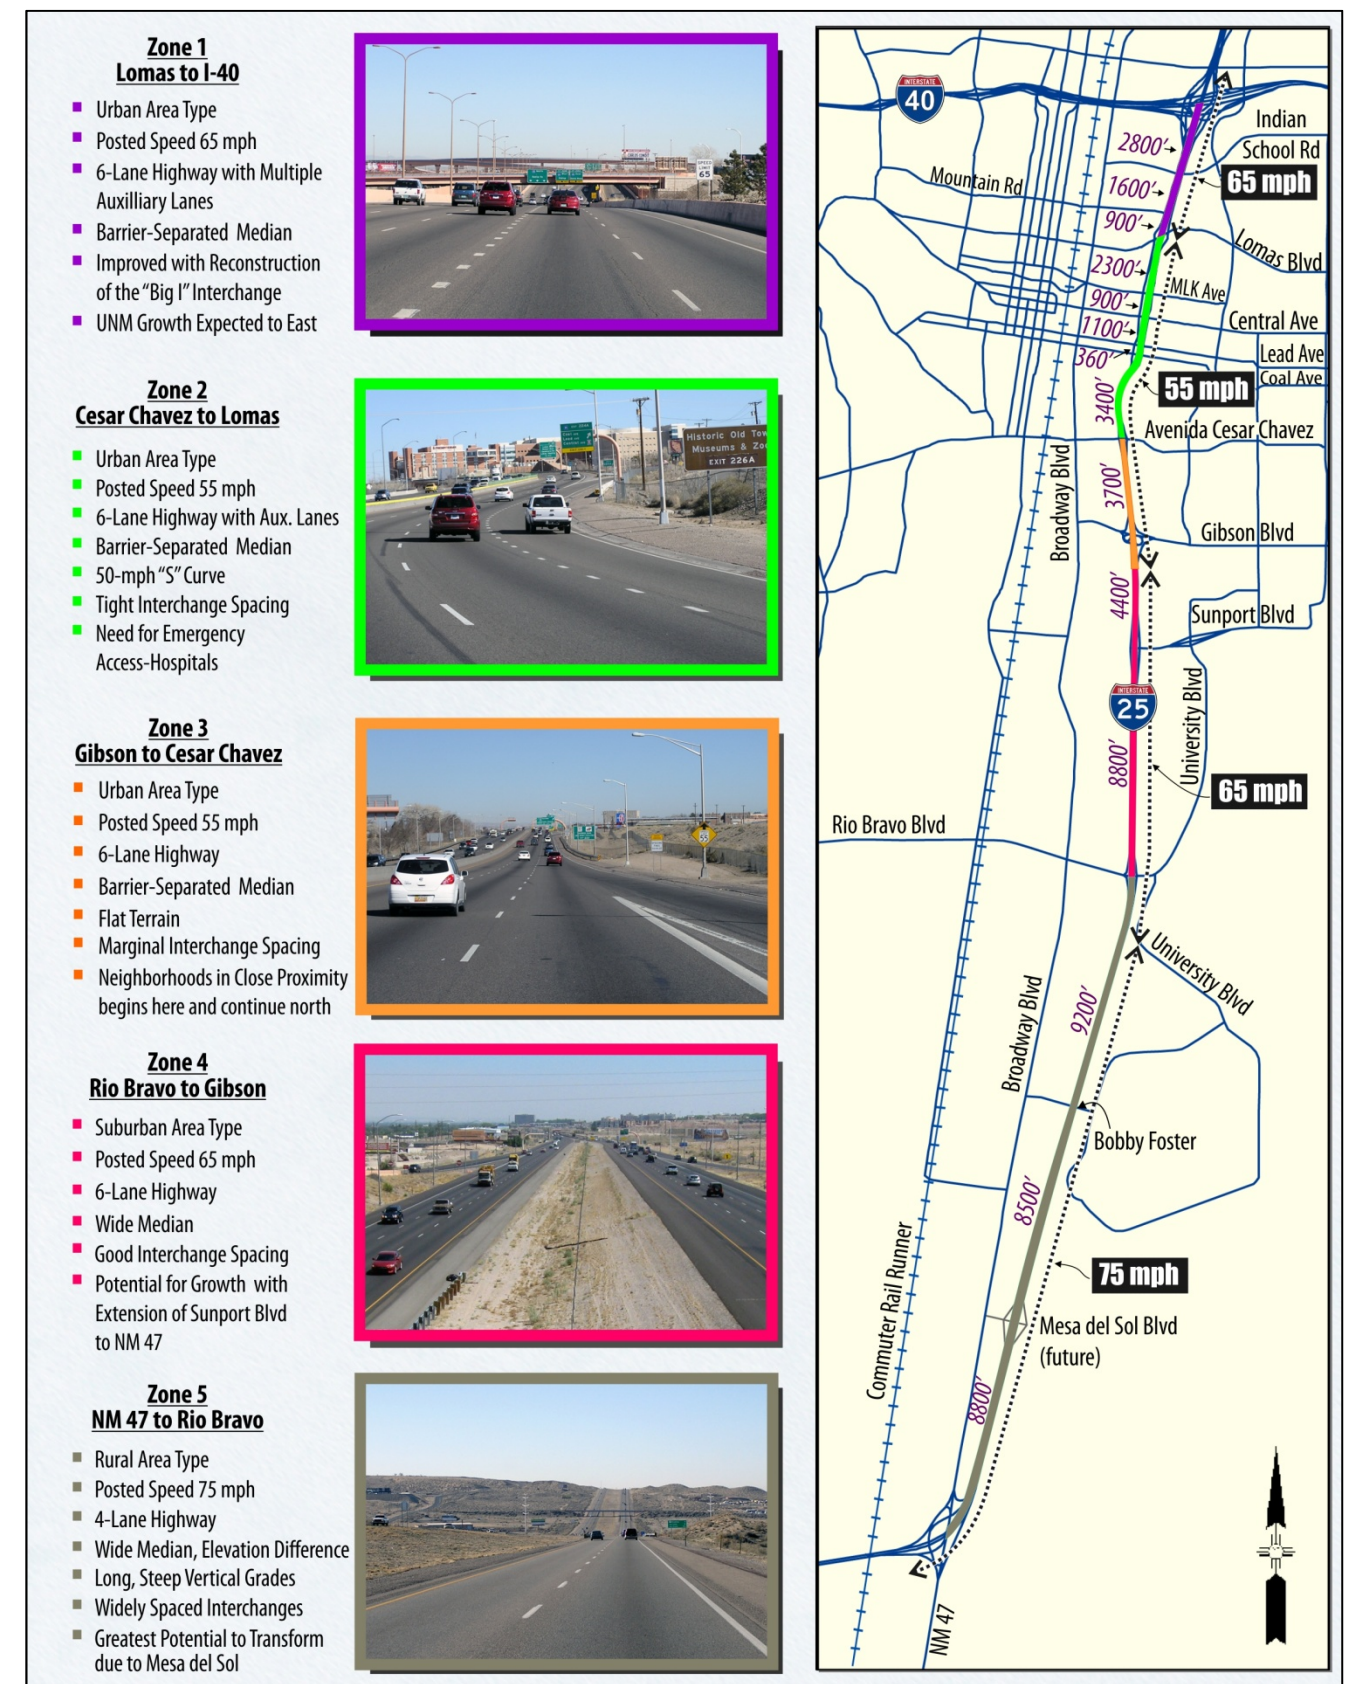 Zone 1
Lomas to I-40
Urban Area Type
Posted Speed 65 mph
6-Lane Highway with Multiple
Auxilliary Lanes
Barrier-Separated Median
Improved with Reconstruction
of the “Big I” Interchange
UNM Growth Expected to East
SPEED
LIMIT
65
Zone 2
Cesar Chavez to Lomas
Urban Area Type
Posted Speed 55 mph
6-Lane Highway with Aux. Lanes
Barrier-Separated Median
50-mph “S” Curve
Tight Interchange Spacing
Need for Emergency
Access-Hospitals
Historic Old Tow
Museums & Zo
EXIT 226A
Zone 3
Gibson to Cesar Chavez
Urban Area Type
Posted Speed 55 mph
6-Lane Highway
Barrier-Separated Median
Flat Terrain
Marginal Interchange Spacing
Neighborhoods in Close Proximity
begins here and continue north
55
Zone 4
Rio Bravo to Gibson
Suburban Area Type
Posted Speed 65 mph
6-Lane Highway
Wide Median
Good Interchange Spacing
Potential for Growth with
Extension of Sunport Blvd
to NM 47
Zone 5
NM 47 to Rio Bravo
Rural Area Type
Posted Speed 75 mph
4-Lane Highway
Wide Median, Elevation Difference
Long, Steep Vertical Grades
Widely Spaced Interchanges
Greatest Potential to Transform
due to Mesa del Sol
INTERSTATE
40
Indian
School Rd
2800'
65 mph
Mountain Rd
1600'
900'
Lomas Blvd
2300'
MLK Ave
900'
Central Ave
1100'
Lead Ave
360'
Coal Ave
55 mph
3400'
Avenida Cesar Chavez
Broadway Blvd
3700'
Gibson Blvd
4400'
Sunport Blvd
INTERSTATE
25
University Blvd
8800'
65 mph
Rio Bravo Blvd
University Blvd
9200'
Broadway Blvd
Bobby Foster
8500'
Commuter Rail Runner
75 mph
Mesa del Sol Blvd
(future)
8800'
NM 47